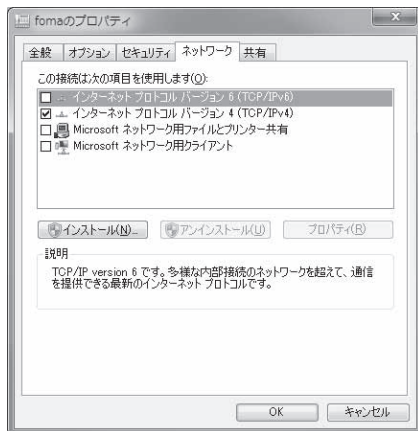 fomaのプロパティ
全般 オプション セキュリティ ネットワーク 共有
この接続は次の項目を使用します(O):
インターネット プロトコル バージョン 6 (TCP/IPv6)
インターネット プロトコル バージョン 4 (TCP/IPv4)
Microsoft ネットワーク用ファイルとプリンター共有
Microsoft ネットワーク用クライアント
インストール(N)... アンインストール(U) プロパティ(R)
説明
TCP/IP version 6 です。多様な内部接続のネットワークを超えて、通信
を提供できる最新のインターネット プロトコルです。
OK キャンセル